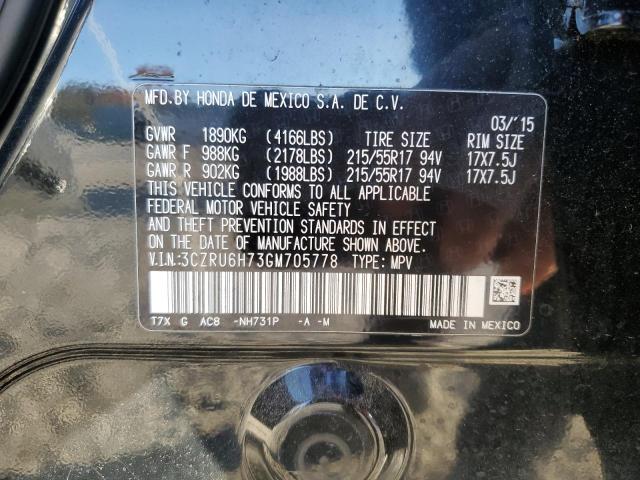 MFD.BY HONDA DE MEXICO S.A. DE C.V.
03/'15
GVWR 1890KG (4166LBS) TIRE SIZE RIM SIZE
GAWR F 988KG (2178LBS) 215/55R17 94V 17X7.5J
GAWR R 902KG (1988LBS) 215/55R17 94V 17X7.5J
THIS VEHICLE CONFORMS TO ALL APPLICABLE
FEDERAL MOTOR VEHICLE SAFETY
AND THEFT PREVENTION STANDARDS IN EFFECT
ON THE DATE OF MANUFACTURE SHOWN ABOVE.
V.I.N.:3CZRU6H73GM705778 TYPE: MPV
T7X G AC8 -NH731P -A -M MADE IN MEXICO